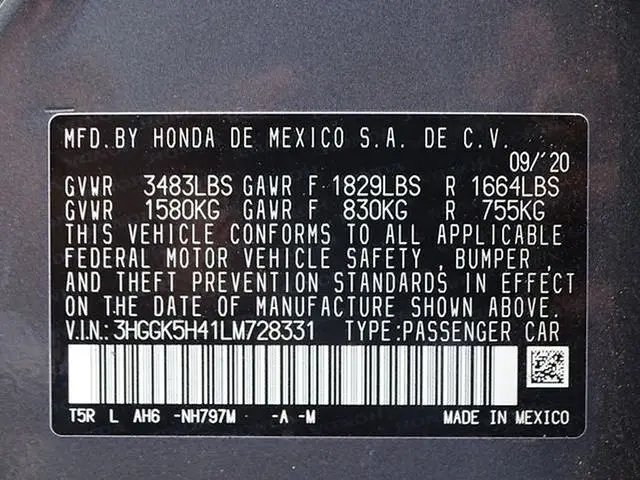 MFD.BY HONDA DE MEXICO S.A. DE C.V.
09/'20
GVWR 3483LBS GAWR F 1829LBS R 1664LBS
GVWR 1580KG GAWR F 830KG R 755KG
THIS VEHICLE CONFORMS TO ALL APPLICABLE
FEDERAL MOTOR VEHICLE SAFETY , BUMPER ,
AND THEFT PREVENTION STANDARDS IN EFFECT
ON THE DATE OF MANUFACTURE SHOWN ABOVE.
V.I.N.: 3HGGK5H41LM728331 TYPE:PASSENGER CAR
T5R L AH6 -NH797M -A -M MADE IN MEXICO